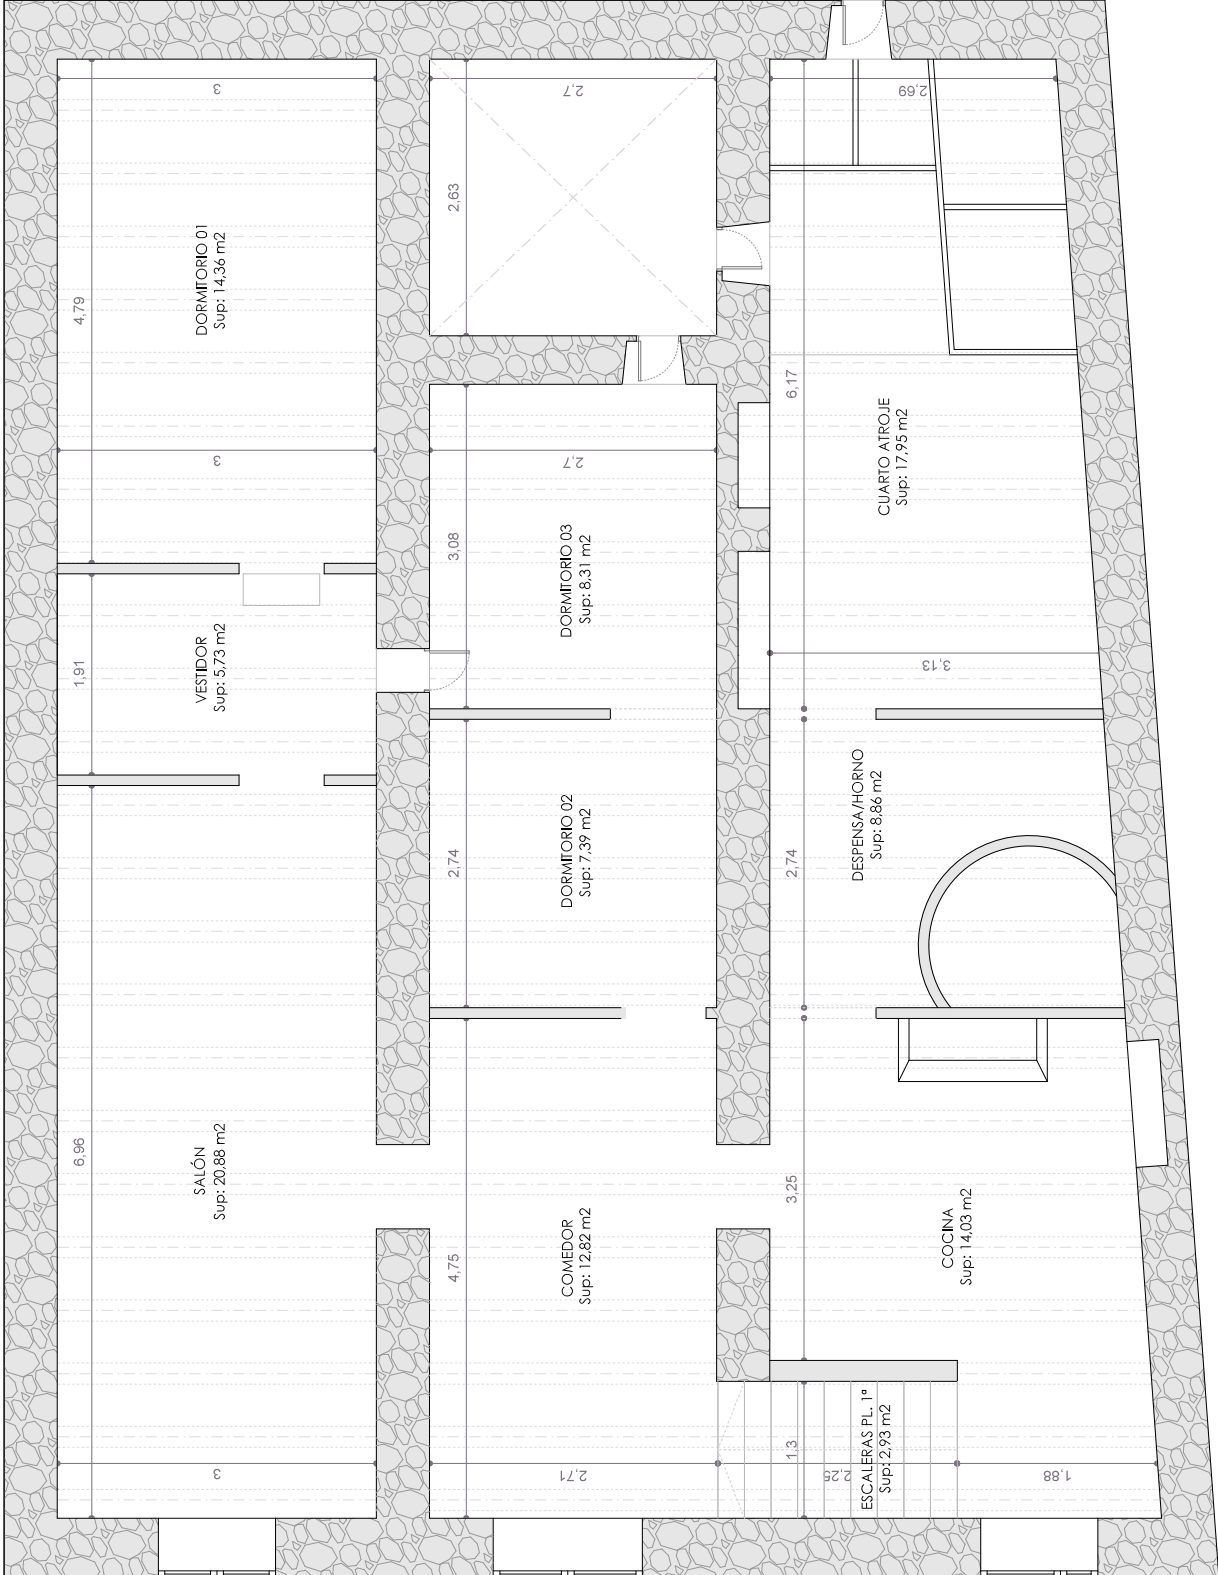 3
2,7
2,69
2,63
DORMITORIO 01
Sup: 14,36 m2
4,79
6,17
CUARTO ATROJE
Sup: 17,95 m2
3
2,7
3,08
DORMITORIO 03
Sup: 8,31 m2
VESTIDOR
Sup: 5,73 m2
1,91
3,13
DESPENSA/HORNO
Sup: 8,86 m2
DORMITORIO 02
Sup: 7,39 m2
2,74
2,74
6,96
SALÓN
Sup: 20,88 m2
3,25
COCINA
Sup: 14,03 m2
COMEDOR
Sup: 12,82 m2
4,75
ESCALERAS PL. 1ª
Sup: 2,93 m2
1,3
3
2,71
2,25
1,88